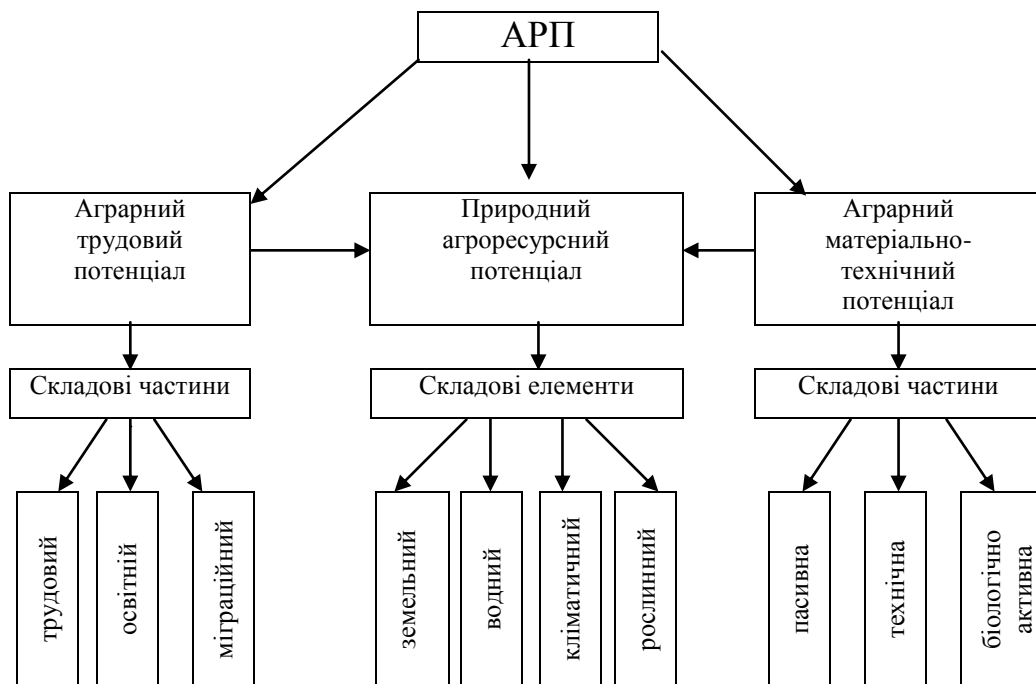 АРП
Аграрний
трудовий
потенціал
Природний
агроресурсний
потенціал
Аграрний
матеріально-
технічний
потенціал
Складові частини
Складові елементи
Складові частини
трудовий
освітній
міграційний
земельний
водний
кліматичний
рослинний
пасивна
технічна
біологічно
активна